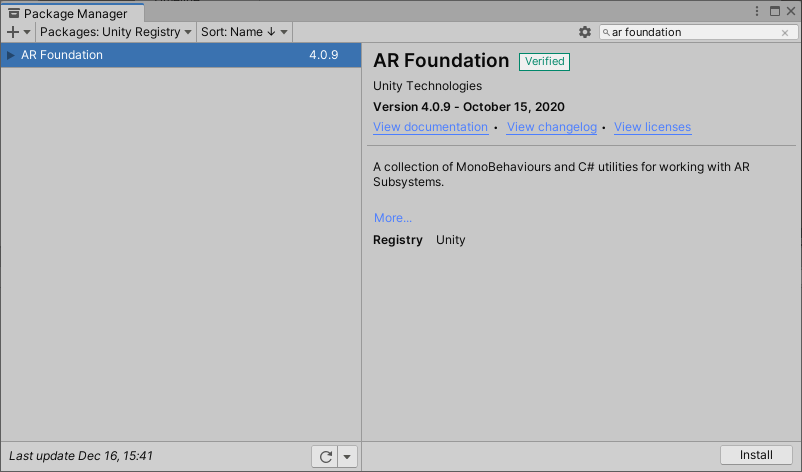 Package Manager
Packages: Unity Registry Sort: Name ↓ ar foundation
AR Foundation 4.0.9
AR Foundation Verified
Unity Technologies
Version 4.0.9 - October 15, 2020
View documentation • View changelog • View licenses
A collection of MonoBehaviours and C# utilities for working with AR
Subsystems.
More...
Registry Unity
Last update Dec 16, 15:41
Install